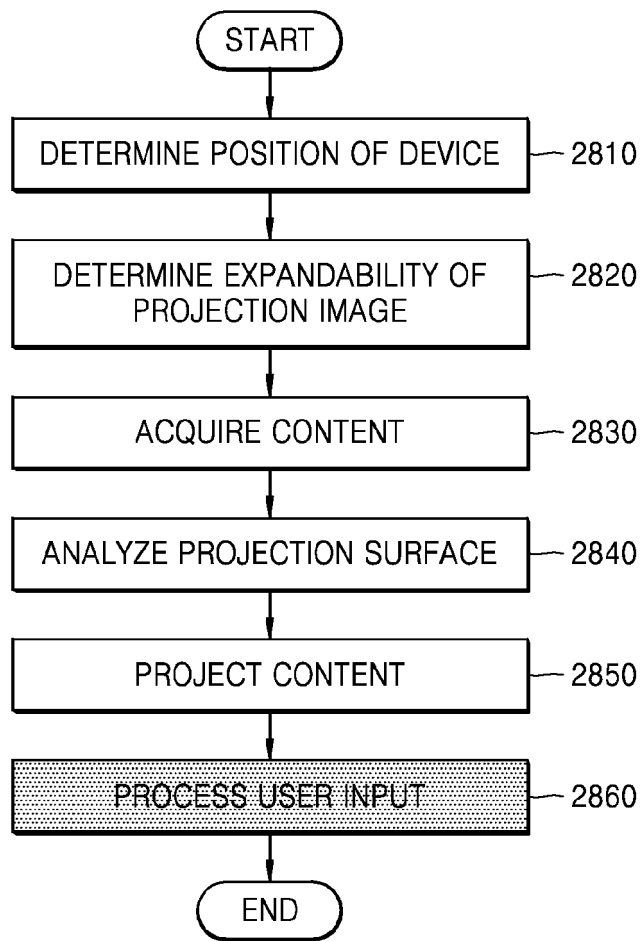 START
DETERMINE POSITION OF DEVICE 2810
DETERMINE EXPANDABILITY OF
PROJECTION IMAGE
2820
ACQUIRE CONTENT 2830
ANALYZE PROJECTION SURFACE 2840
PROJECT CONTENT 2850
PROCESS USER INPUT 2860
END